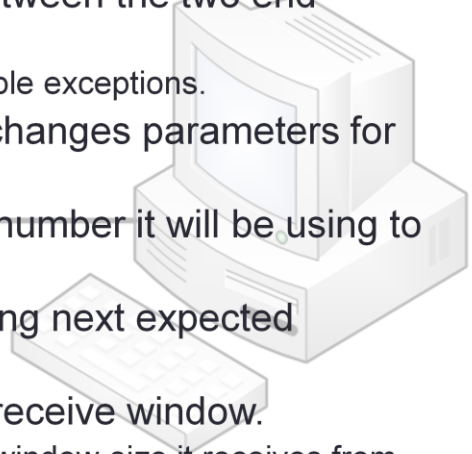 between the two end
ble exceptions.
changes parameters for
number it will be using to
ng next expected
receive window.
window size it receives from